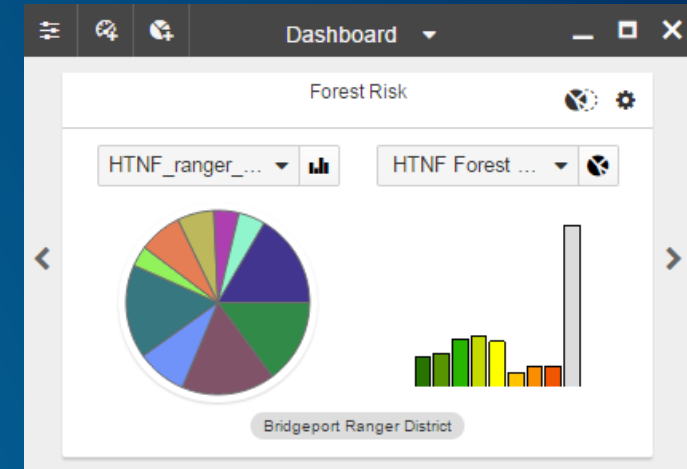 Dashboard
Forest Risk
HTNF_ranger_...
HTNF Forest ...
Bridgeport Ranger District